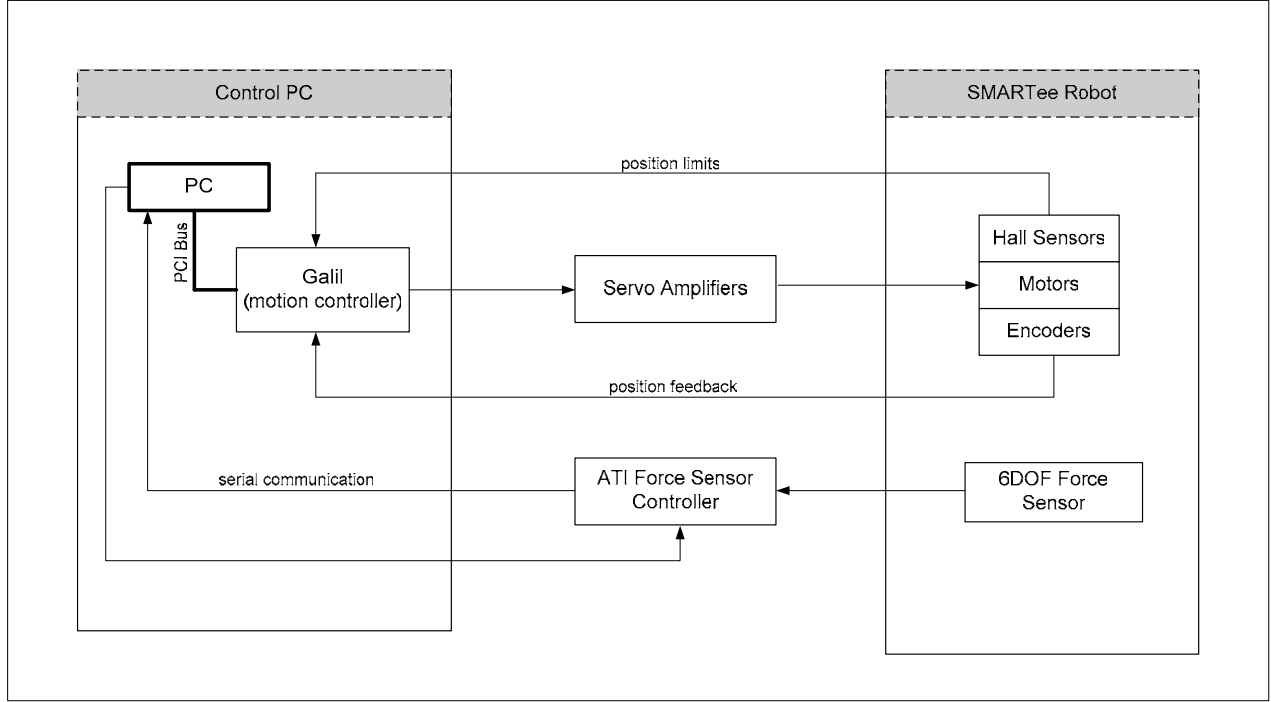 Control PC
SMARTee Robot
position limits
PC
PCI Bus
Galil
(motion controller)
Servo Amplifiers
Hall Sensors
Motors
Encoders
position feedback
serial communication
ATI Force Sensor
Controller
6DOF Force
Sensor